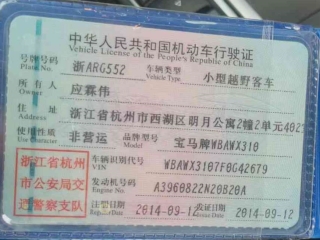 中华人民共和国机动车行驶证
Vehicle License of the People's Republic of China
号牌号码 浙ARG552 车辆类型 小型越野客车
Plate No. Vehicle Type
所有人 应霖伟
Owner
住址 浙江省杭州市西湖区明月公寓2幢2单元402
Address
使用性质 非营运 品牌型号 宝马牌WBAWX310
浙江省杭州市公安局交通警察支队
车辆识别代号 WBAWX3107F0G42679
VIN
发动机号码 A3960822N20B20A
Engine No.
注册日期 2014-09-12 发证日期 2014-09-12
Register Date